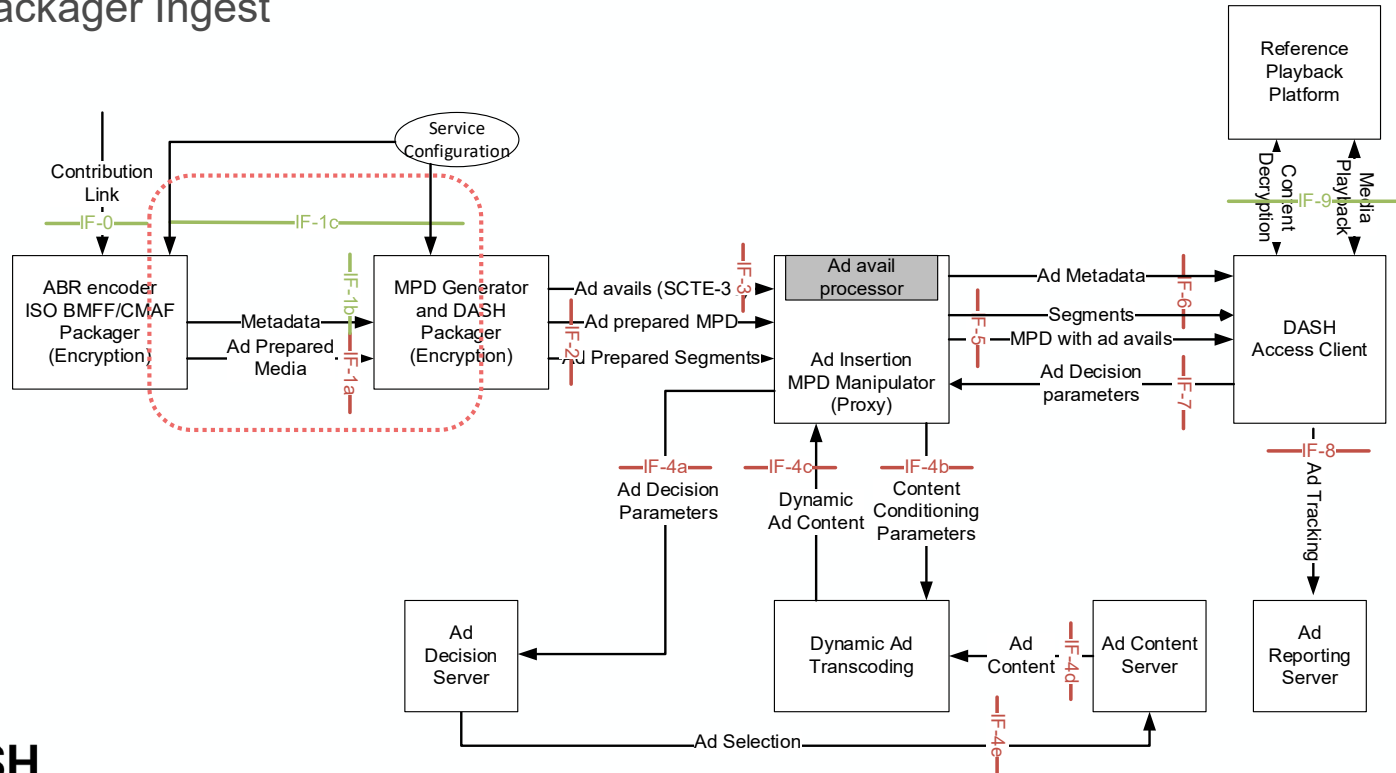 ackager Ingest
Reference
Playback
Platform
Service
Configuration
Contribution
Link
Content
Decryption
Media
Playback
IF-0
IF-1c
IF-9
ABR encoder
ISO BMFF/CMAF
Packager
(Encryption)
IF-1b
IF-1a
Metadata
Ad Prepared
Media
MPD Generator
and DASH
Packager
(Encryption)
IF-3
IF-2
Ad avails (SCTE-3
Ad prepared MPD
Ad Prepared Segments
Ad avail
processor
Ad Insertion
MPD Manipulator
(Proxy)
Ad Metadata
Segments
MPD with ad avails
Ad Decision
parameters
IF-6
IF-5
IF-7
DASH
Access Client
IF-4a
Ad Decision
Parameters
IF-4c
Dynamic
Ad Content
IF-4b
Content
Conditioning
Parameters
IF-8
Ad Tracking
Ad
Decision
Server
Dynamic Ad
Transcoding
Ad
Content
IF-4d
Ad Content
Server
Ad
Reporting
Server
Ad Selection
IF-4e
SH